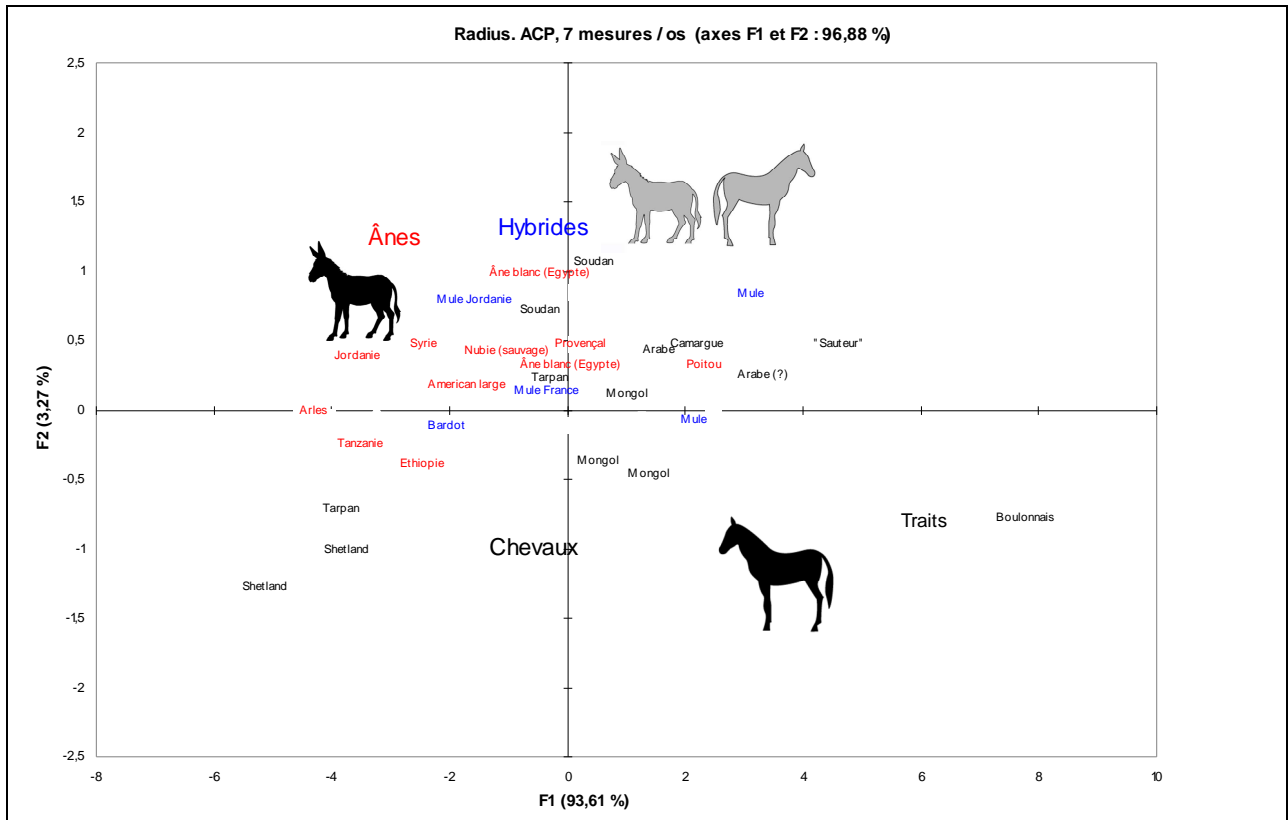 Radius. ACP, 7 mesures / os (axes F1 et F2 : 96,88 %)
2,5
2
1,5
Ânes
Hybrides
Soudan
1
Âne blanc (Egypte)
Mule Jordanie
Mule
Soudan
0,5
Jordanie
Syrie
Nubie (sauvage)
Provençal
Arabe
Camargue
"Sauteur"
Âne blanc (Egypte)
Poitou
Arabe (?)
American large
Tarpan
Mule France
Mongol
0
Arles
Bardot
Mule
Tanzanie
Ethiopie
Mongol
Mongol
-0,5
Tarpan
Traits
Boulonnais
-1
Shetland
Chevaux
Shetland
-1,5
-2
-2,5
-8 -6 -4 -2 0 2 4 6 8 10
F1 (93,61 %)
F2 (3,27 %)